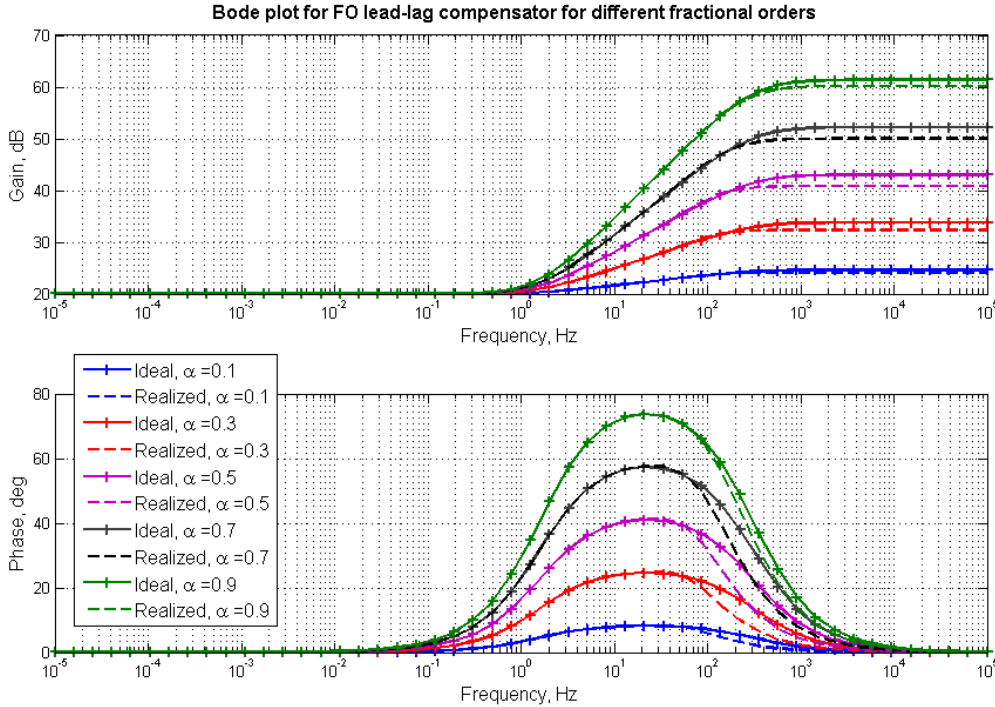 Bode plot for FO lead-lag compensator for different fractional orders
70
60
50
40
30
20
Gain, dB
10^-5 10^-4 10^-3 10^-2 10^-1 10^0 10^1 10^2 10^3 10^4 10^5
Frequency, Hz
80
60
40
20
0
Phase, deg
Ideal, α =0.1
Realized, α =0.1
Ideal, α =0.3
Realized, α =0.3
Ideal, α =0.5
Realized, α =0.5
Ideal, α =0.7
Realized, α =0.7
Ideal, α =0.9
Realized, α =0.9
10^-5 10^-4 10^-3 10^-2 10^-1 10^0 10^1 10^2 10^3 10^4 10^5
Frequency, Hz